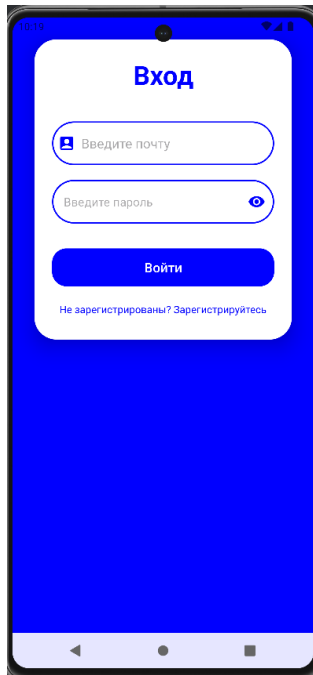 Вход
Введите почту
Введите пароль
Войти
Не зарегистрированы? Зарегистрируйтесь